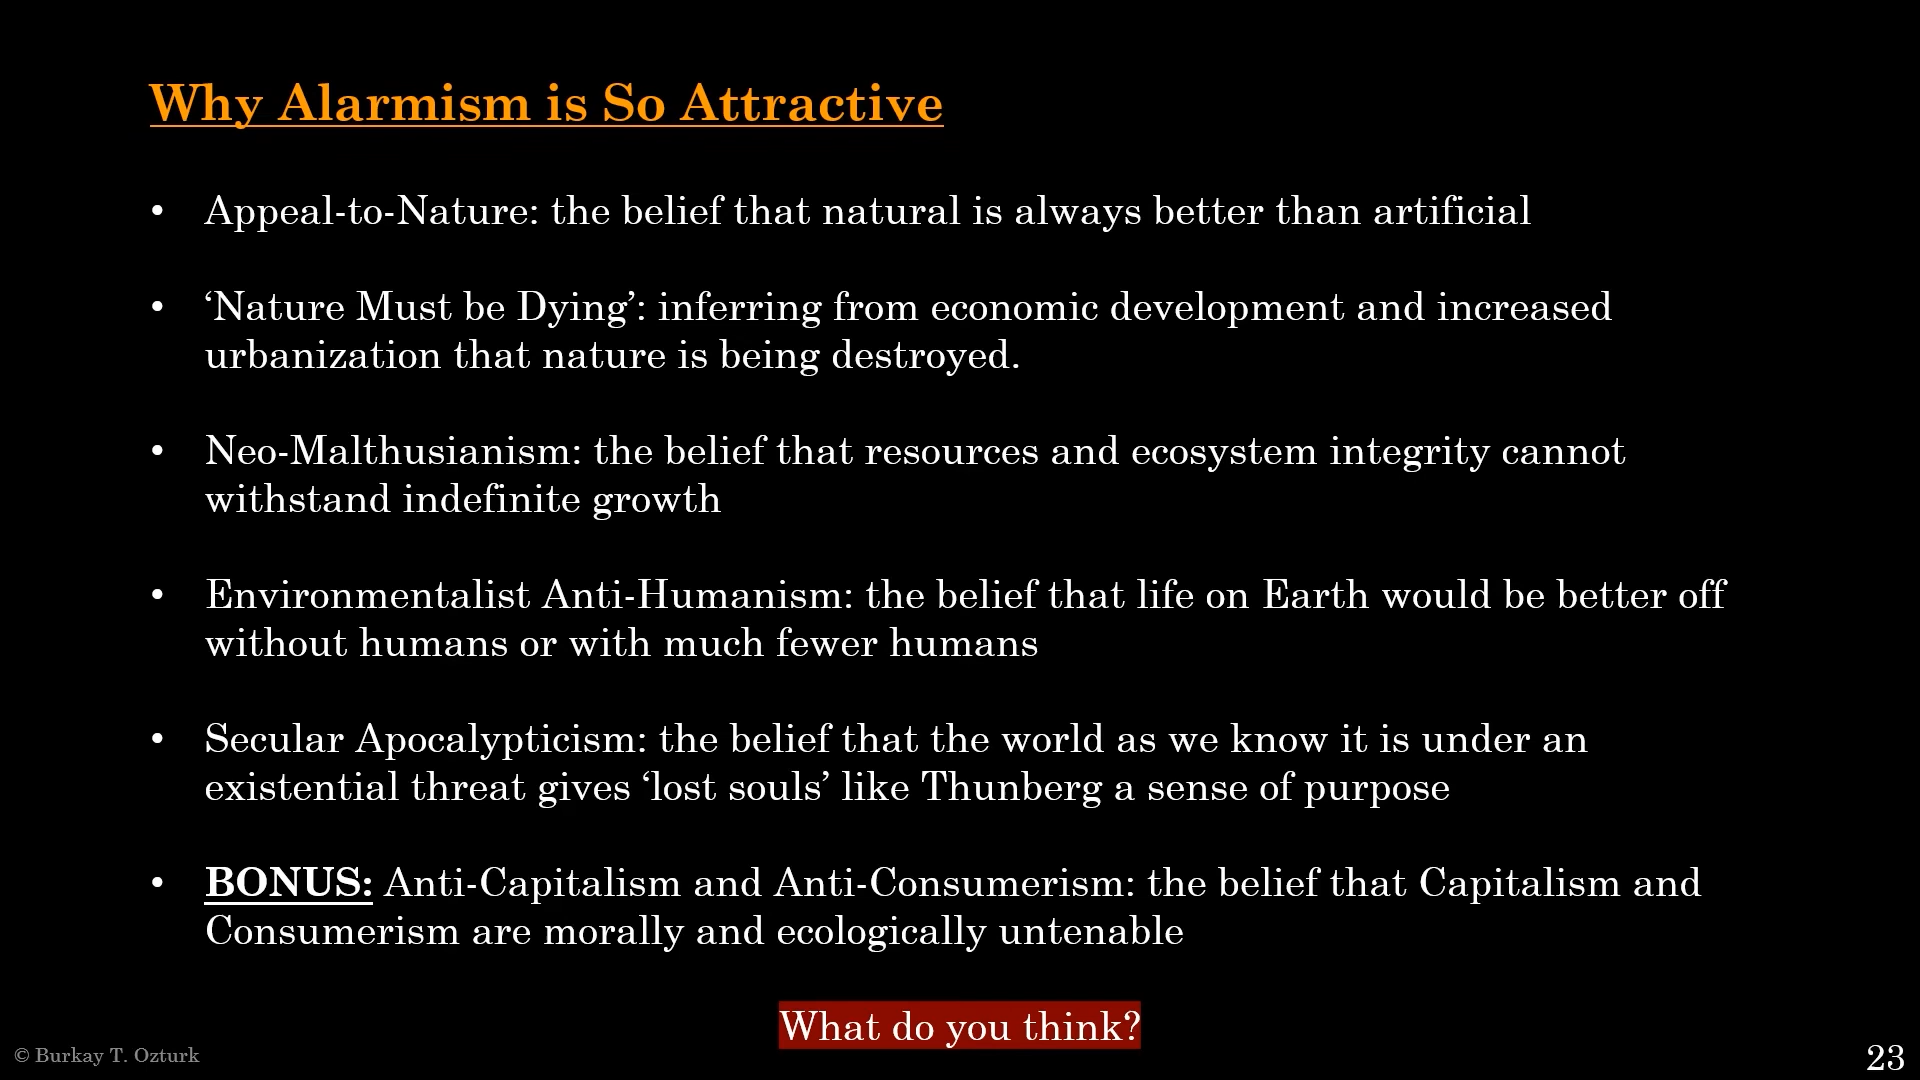 Why Alarmism is So Attractive
• Appeal-to-Nature: the belief that natural is always better than artificial
• ‘Nature Must be Dying’: inferring from economic development and increased
urbanization that nature is being destroyed.
• Neo-Malthusianism: the belief that resources and ecosystem integrity cannot
withstand indefinite growth
• Environmentalist Anti-Humanism: the belief that life on Earth would be better off
without humans or with much fewer humans
• Secular Apocalypticism: the belief that the world as we know it is under an
existential threat gives ‘lost souls’ like Thunberg a sense of purpose
• BONUS: Anti-Capitalism and Anti-Consumerism: the belief that Capitalism and
Consumerism are morally and ecologically untenable
What do you think?
© Burkay T. Ozturk
23